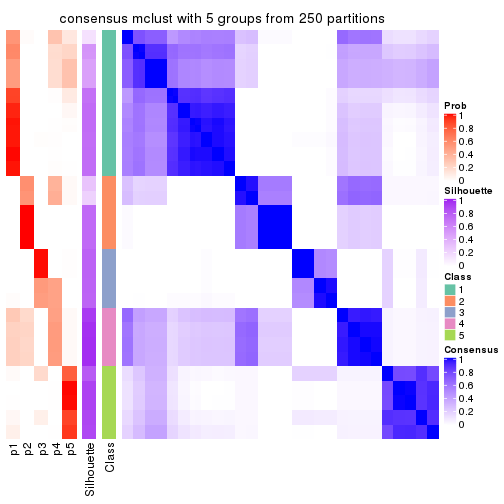 consensus mclust with 5 groups from 250 partitions
Prob
1
0.8
0.6
0.4
0.2
0
Silhouette
1
0.8
0.6
0.4
0.2
0
Class
1
2
3
4
5
Consensus
1
0.8
0.6
0.4
0.2
0
p1
p2
p3
p4
p5
Silhouette
Class